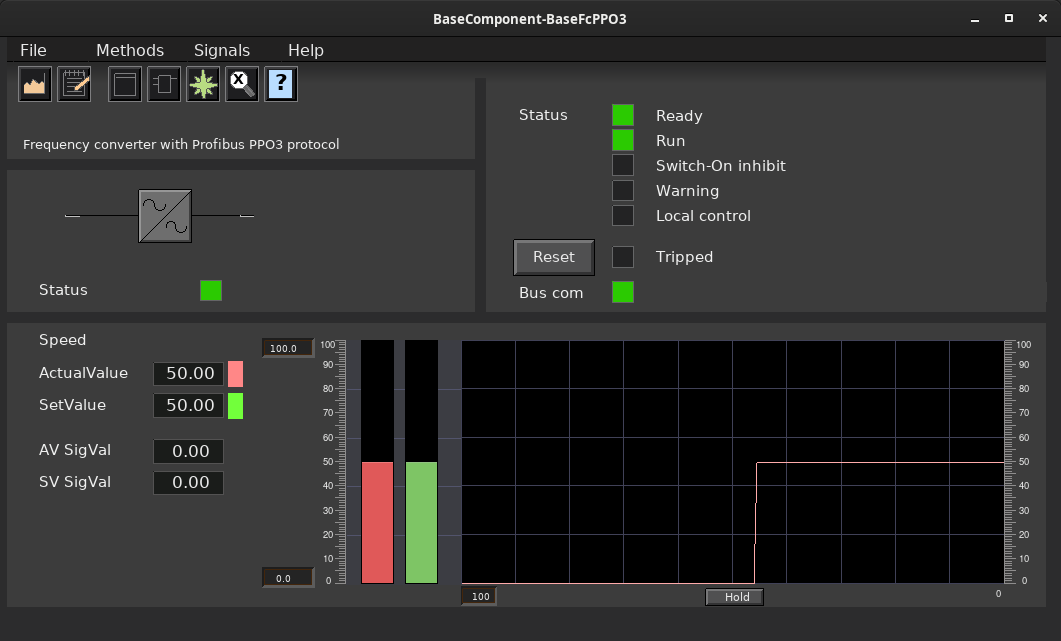 BaseComponent-BaseFcPPO3
File Methods Signals Help
X ?
Frequency converter with Profibus PPO3 protocol
Status
Status
Ready
Run
Switch-On inhibit
Warning
Local control
Reset
Tripped
Bus com
Speed
ActualValue 50.00
SetValue 50.00
AV SigVal 0.00
SV SigVal 0.00
100.0
0.0
100
90
80
70
60
50
40
30
20
10
0
100
90
80
70
60
50
40
30
20
10
0
100
Hold
0